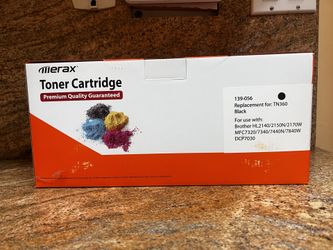 merax
Toner Cartridge
Premium Quality Guaranteed
139-056
Replacement for: TN360
Black
For use with:
Brother HL2140/2150N/2170W
MFC7320/7340/7440N/7840W
DCP7030